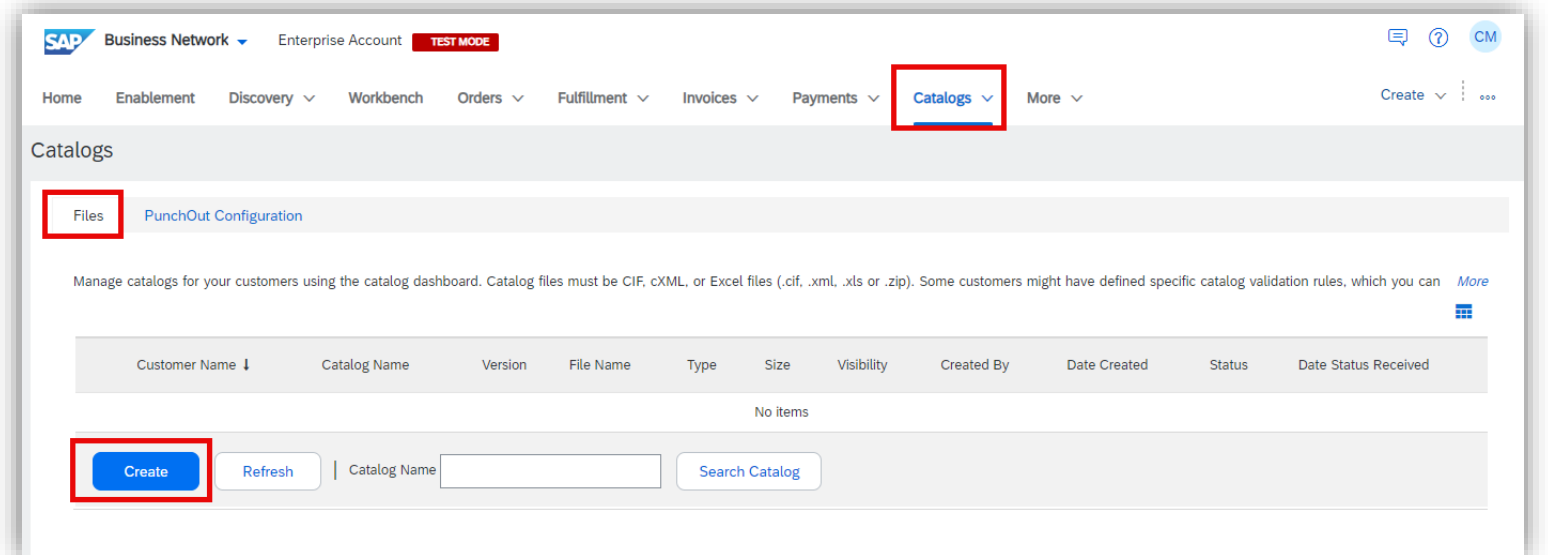 SAP Business Network Enterprise Account TEST MODE CM
Home Enablement Discovery Workbench Orders Fulfillment Invoices Payments Catalogs More Create
Catalogs
Files PunchOut Configuration
Manage catalogs for your customers using the catalog dashboard. Catalog files must be CIF, cXML, or Excel files (.cif, .xml, .xls or .zip). Some customers might have defined specific catalog validation rules, which you can More
Customer Name Catalog Name Version File Name Type Size Visibility Created By Date Created Status Date Status Received
No items
Create Refresh Catalog Name Search Catalog